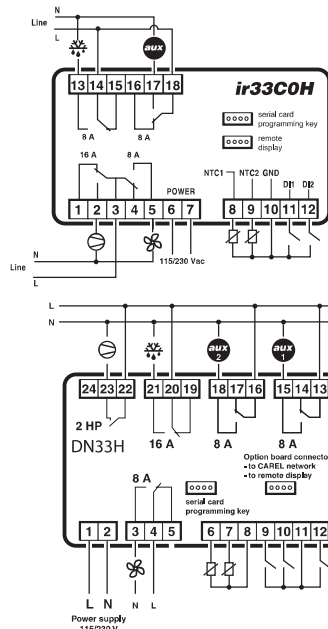 N
Line
L
aux
13 14 15 16 17 18
ir33C0H
serial card
programming key
8 A 8 A
remote
display
16 A 8 A
POWER
NTC1 NTC2 GND DI1 DI2
1 2 3 4 5 6 7 8 9 10 11 12
N
Line
L
115/230 Vac
L
N
aux
2
aux
1
24 23 22 21 20 19 18 17 16 15 14 13
2 HP
16 A 8 A 8 A
DN33H
Option board connecto
- to CAREL network
- to remote display
8 A
serial card
programming key
1 2 3 4 5 6 7 8 9 10 11 12
L N N L
Power supply
115/230 V